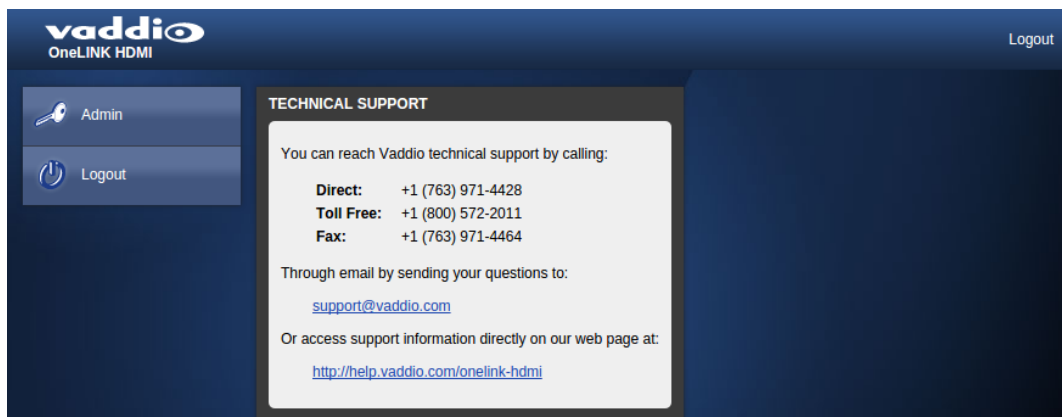 vaddio
OneLINK HDMI
Logout
Admin
Logout
TECHNICAL SUPPORT
You can reach Vaddio technical support by calling:
Direct: +1 (763) 971-4428
Toll Free: +1 (800) 572-2011
Fax: +1 (763) 971-4464
Through email by sending your questions to:
support@vaddio.com
Or access support information directly on our web page at:
http://help.vaddio.com/onelink-hdmi